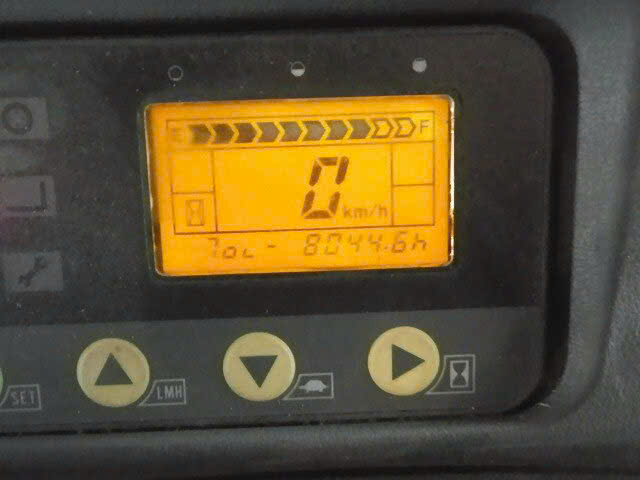 E F
0 km/h
8044.6h
SET LMH